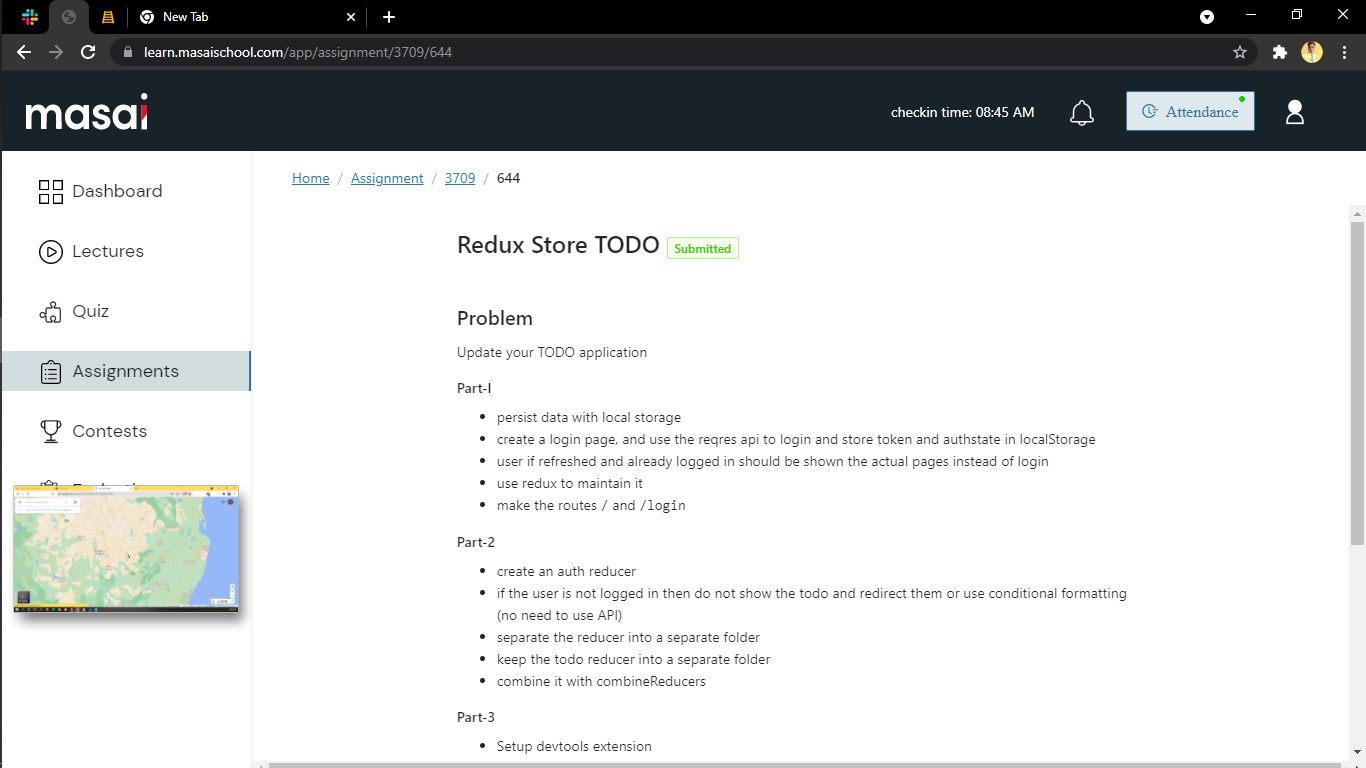 New Tab
learn.masaischool.com/app/assignment/3709/644
masai
checkin time: 08:45 AM
Attendance
Dashboard
Lectures
Quiz
Assignments
Contests
Home / Assignment / 3709 / 644
Redux Store TODO Submitted
Problem
Update your TODO application
Part-I
• persist data with local storage
• create a login page, and use the reqres api to login and store token and authstate in localStorage
• user if refreshed and already logged in should be shown the actual pages instead of login
• use redux to maintain it
• make the routes / and /login
Part-2
• create an auth reducer
• if the user is not logged in then do not show the todo and redirect them or use conditional formatting
(no need to use API)
• separate the reducer into a separate folder
• keep the todo reducer into a separate folder
• combine it with combineReducers
Part-3
• Setup devtools extension